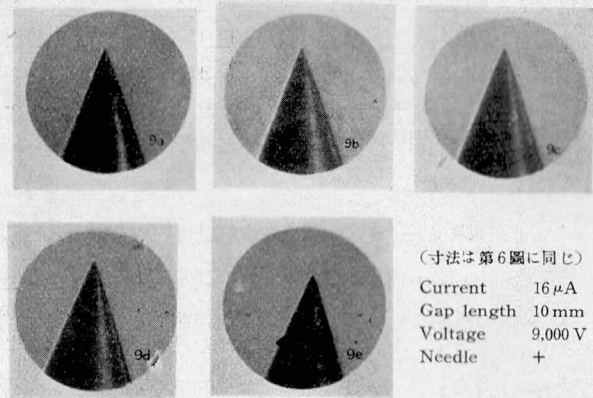 9a
9b
9c
9d
9e
(寸法は第6圖に同じ)
Current 16 μA
Gap length 10 mm
Voltage 9,000 V
Needle +